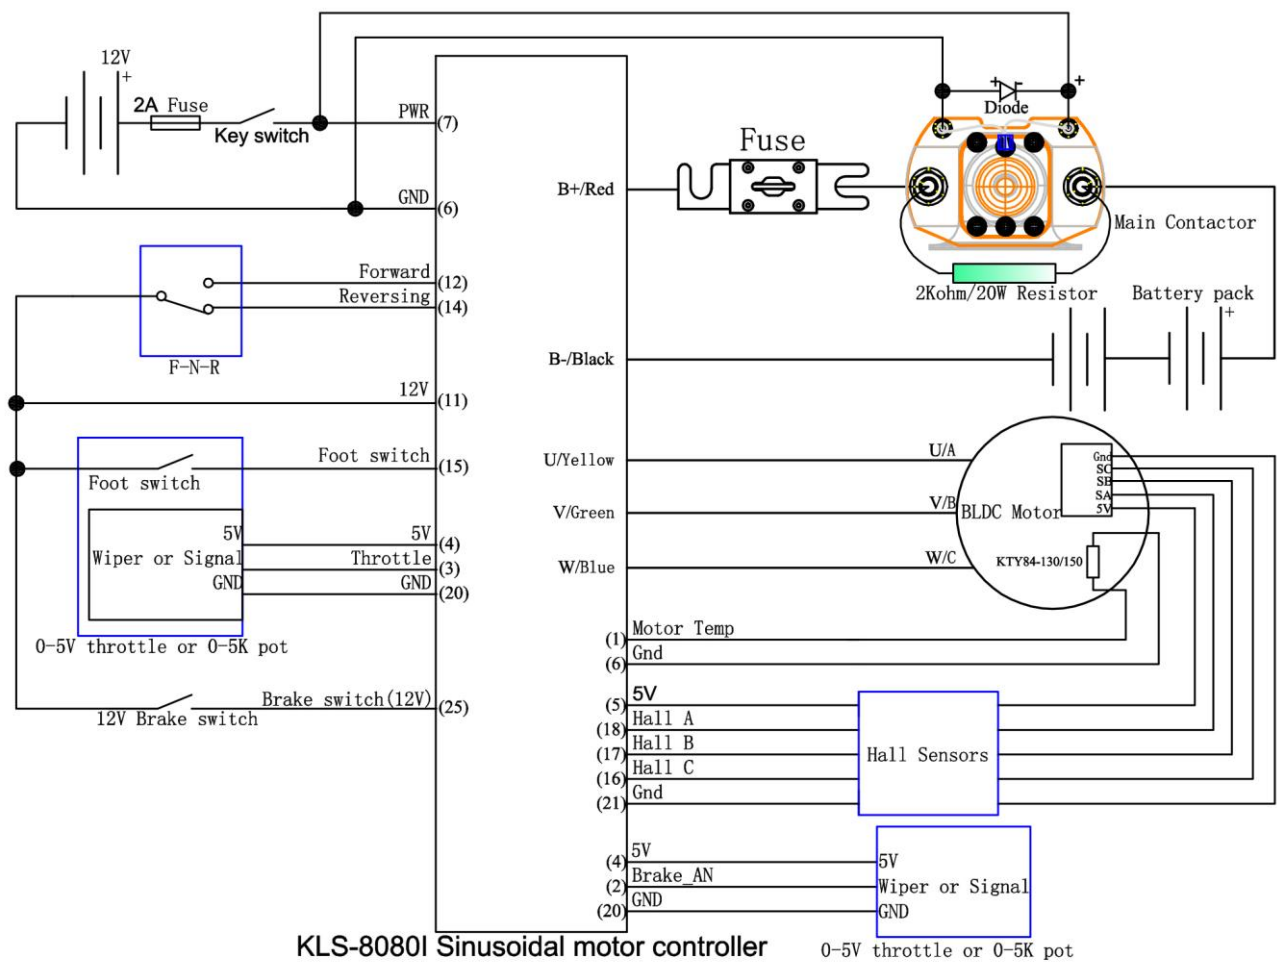 12V
+
2A Fuse
Key switch
PWR
(7)
GND
(6)
+
Diode
+
Fuse
B+/Red
Main Contactor
2Kohm/20W Resistor
Battery pack
+
Forward
(12)
Reversing
(14)
F-N-R
B-/Black
12V
(11)
Foot switch
(15)
Foot switch
U/Yellow
U/A
V/Green
V/B
W/Blue
W/C
BLDC Motor
Gnd
SC
SB
SA
5V
KTY84-130/150
5V
5V
(4)
Wiper or Signal
Throttle
(3)
GND
GND
(20)
0-5V throttle or 0-5K pot
(1)
Motor Temp
(6)
Gnd
Brake switch(12V)
(25)
12V Brake switch
(5)
5V
(18)
Hall A
(17)
Hall B
(16)
Hall C
(21)
Gnd
Hall Sensors
(4)
5V
5V
(2)
Brake_AN
Wiper or Signal
(20)
GND
GND
0-5V throttle or 0-5K pot
KLS-8080I Sinusoidal motor controller